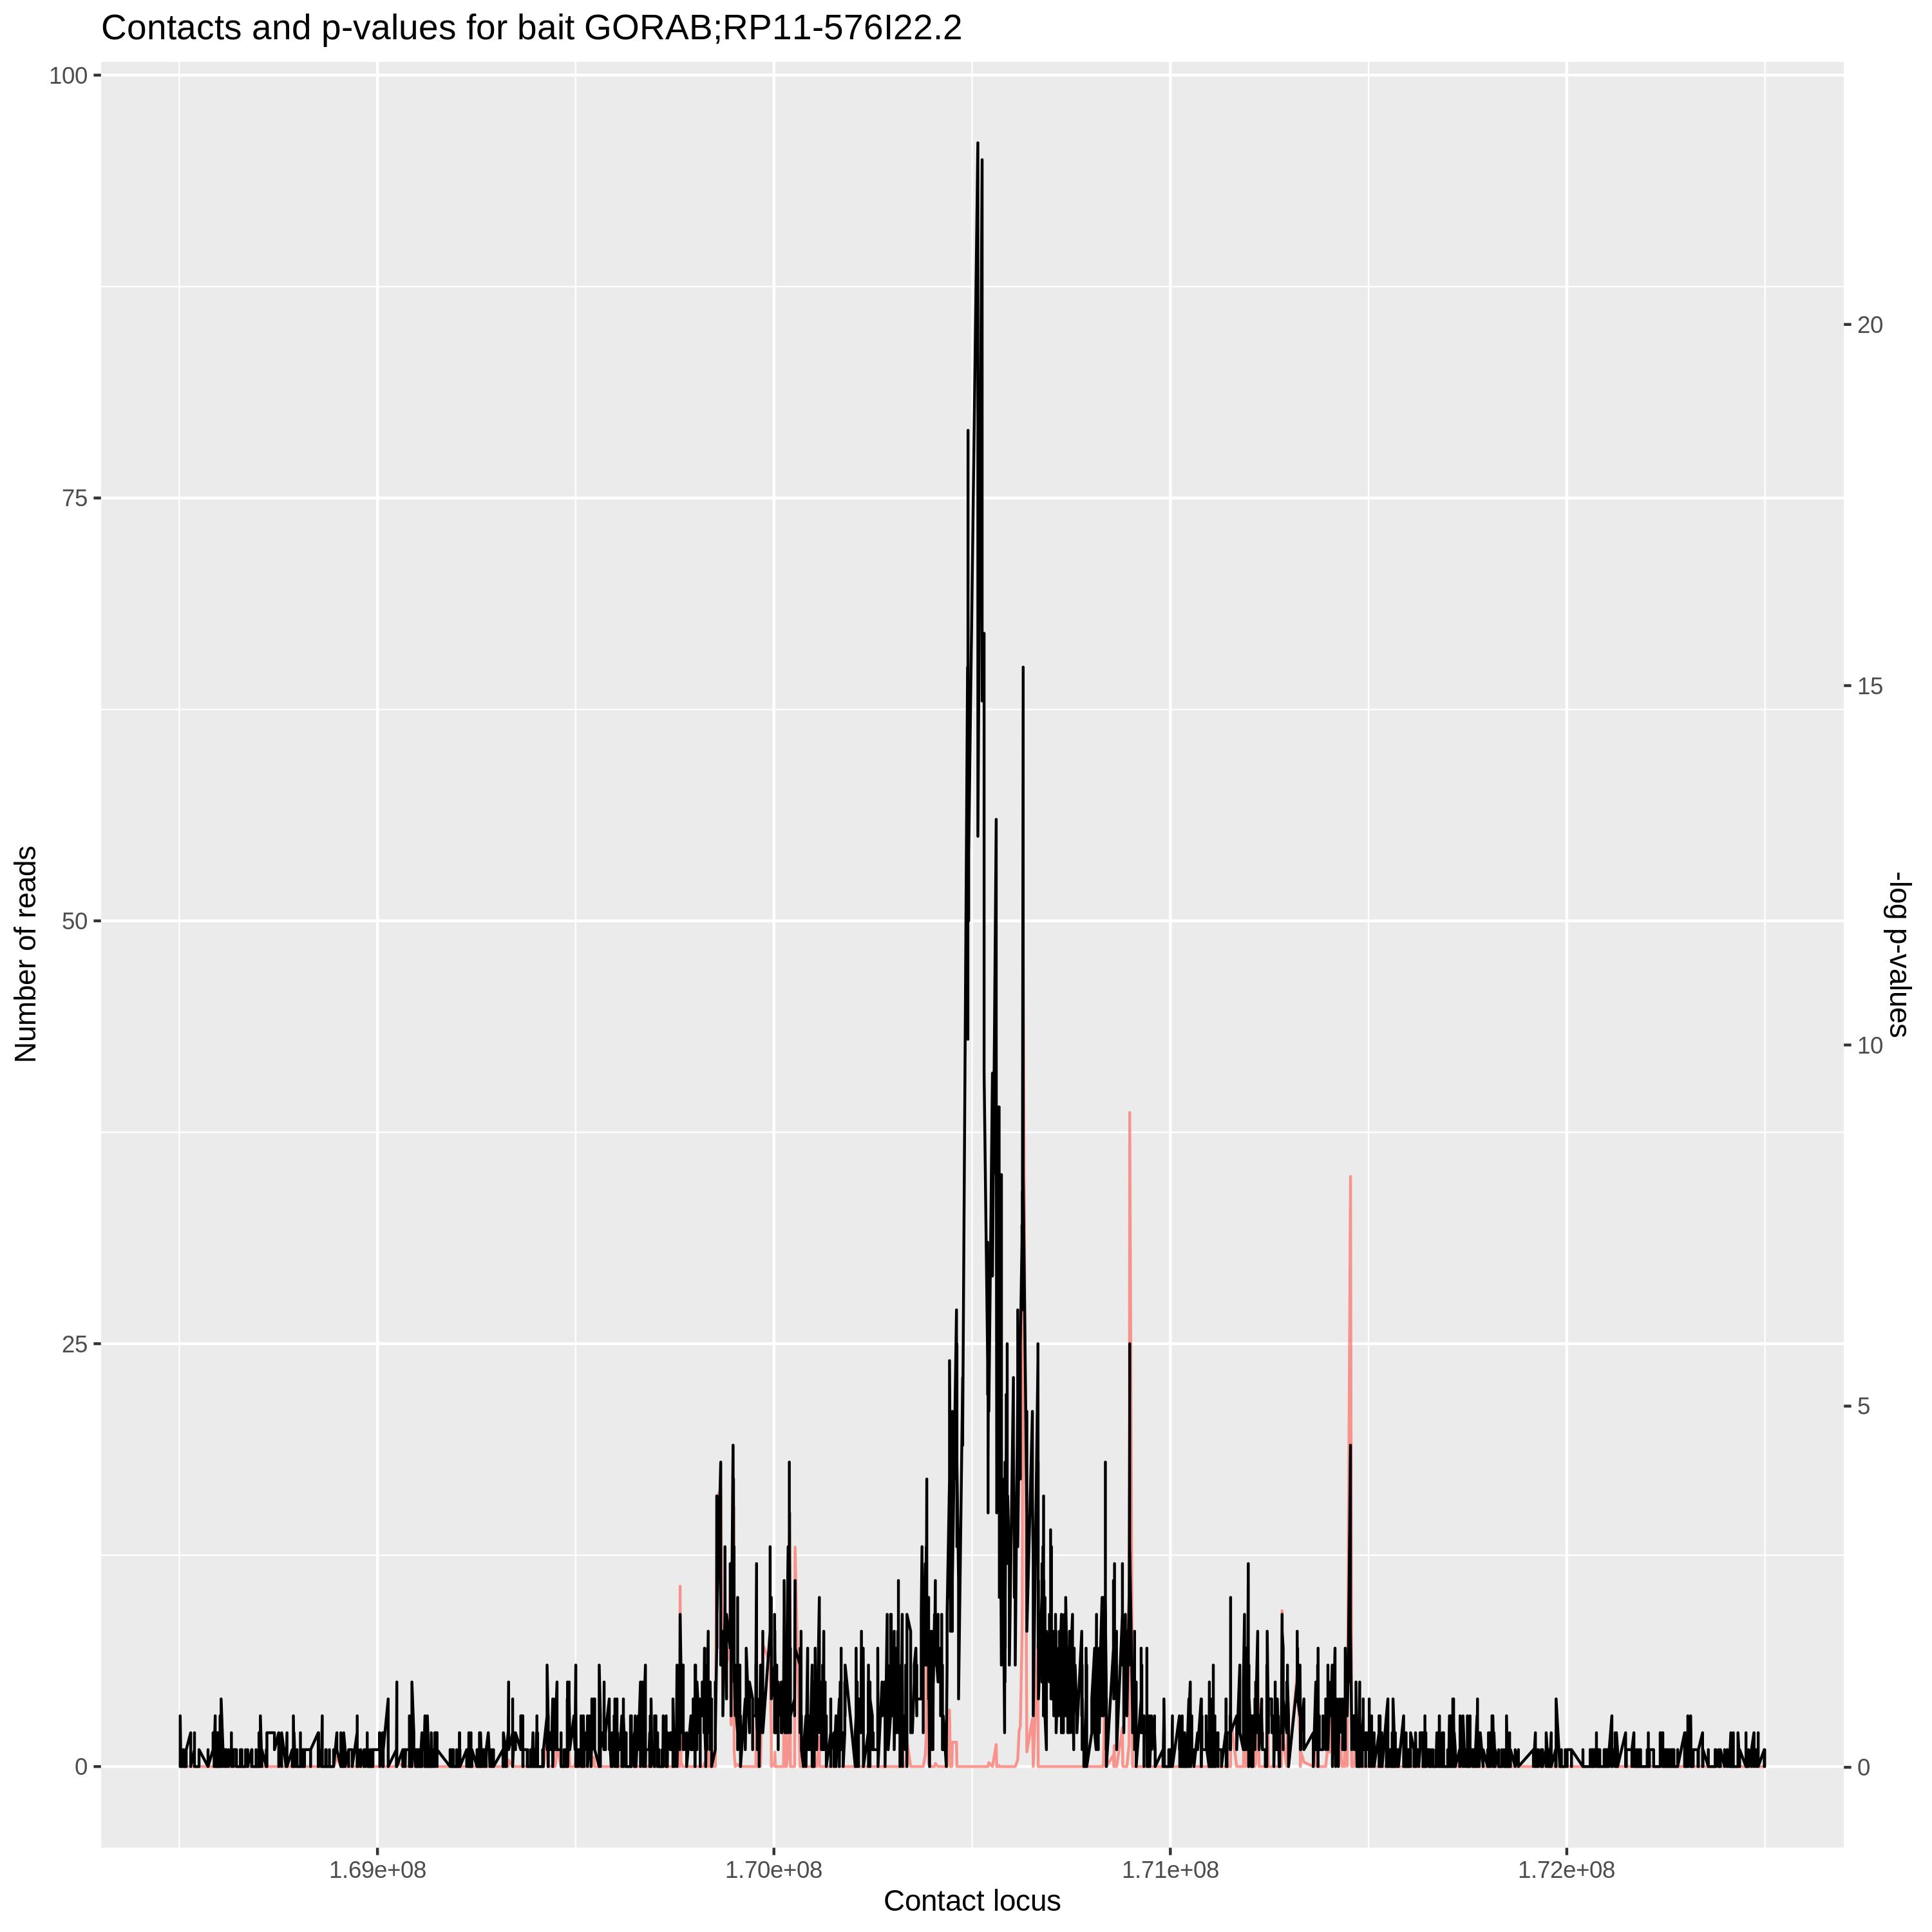 Contacts and p-values for bait GORAB;RP11-576I22.2
100
75
50
25
0
Number of reads
20
15
10
5
0
-log p-values
1.69e+08
1.70e+08
1.71e+08
1.72e+08
Contact locus